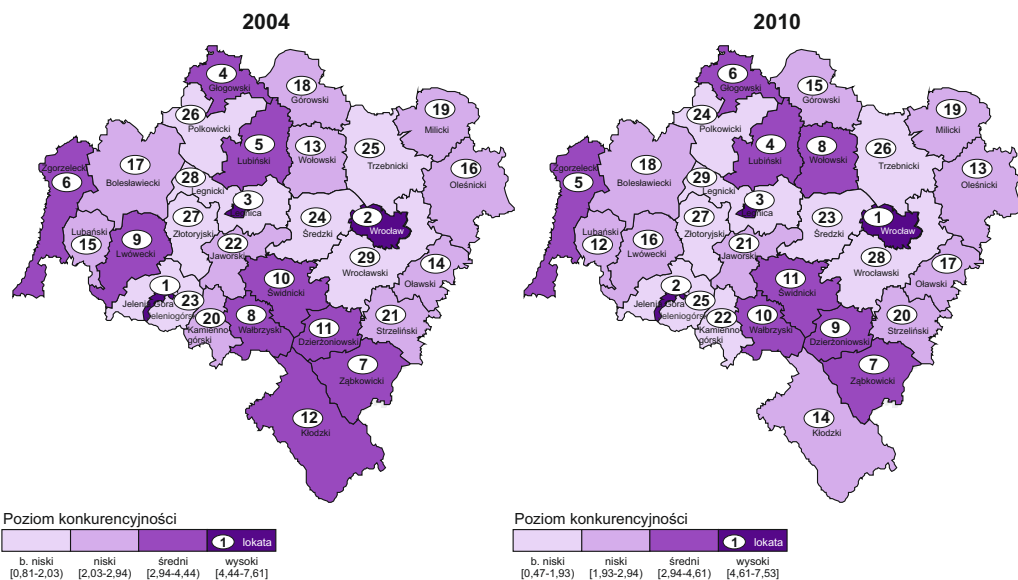 2004
4
Głogowski
18
Górowski
19
Milicki
26
Polkowicki
5
Lubiński
13
Wołowski
25
Trzebnicki
16
Oleśnicki
Zgorzelecki
6
17
Bolesławiecki
28
Legnicki
3
Legnica
2
Wrocław
27
Złotoryjski
24
Średzki
Lubański
15
9
Lwówecki
22
Jaworski
29
Wrocławski
14
Oławski
1
Jelenia Góra
23
Jeleniogórski
10
Świdnicki
20
Kamienno
górski
8
Wałbrzyski
11
Dzierżoniowski
21
Strzeliński
7
Ząbkowicki
12
Kłodzki
Poziom konkurencyjności
1 lokata
b. niski niski średni wysoki
[0,81-2,03) [2,03-2,94) [2,94-4,44) [4,44-7,61)
2010
6
Głogowski
15
Górowski
19
Milicki
24
Polkowicki
4
Lubiński
8
Wołowski
26
Trzebnicki
13
Oleśnicki
Zgorzelecki
5
18
Bolesławiecki
29
Legnicki
3
Legnica
1
Wrocław
27
Złotoryjski
23
Średzki
Lubański
12
16
Lwówecki
21
Jaworski
28
Wrocławski
17
Oławski
2
Jelenia Góra
25
Jeleniogórski
11
Świdnicki
22
Kamienno
górski
10
Wałbrzyski
9
Dzierżoniowski
20
Strzeliński
7
Ząbkowicki
14
Kłodzki
Poziom konkurencyjności
1 lokata
b. niski niski średni wysoki
[0,47-1,93) [1,93-2,94) [2,94-4,61) [4,61-7,53)